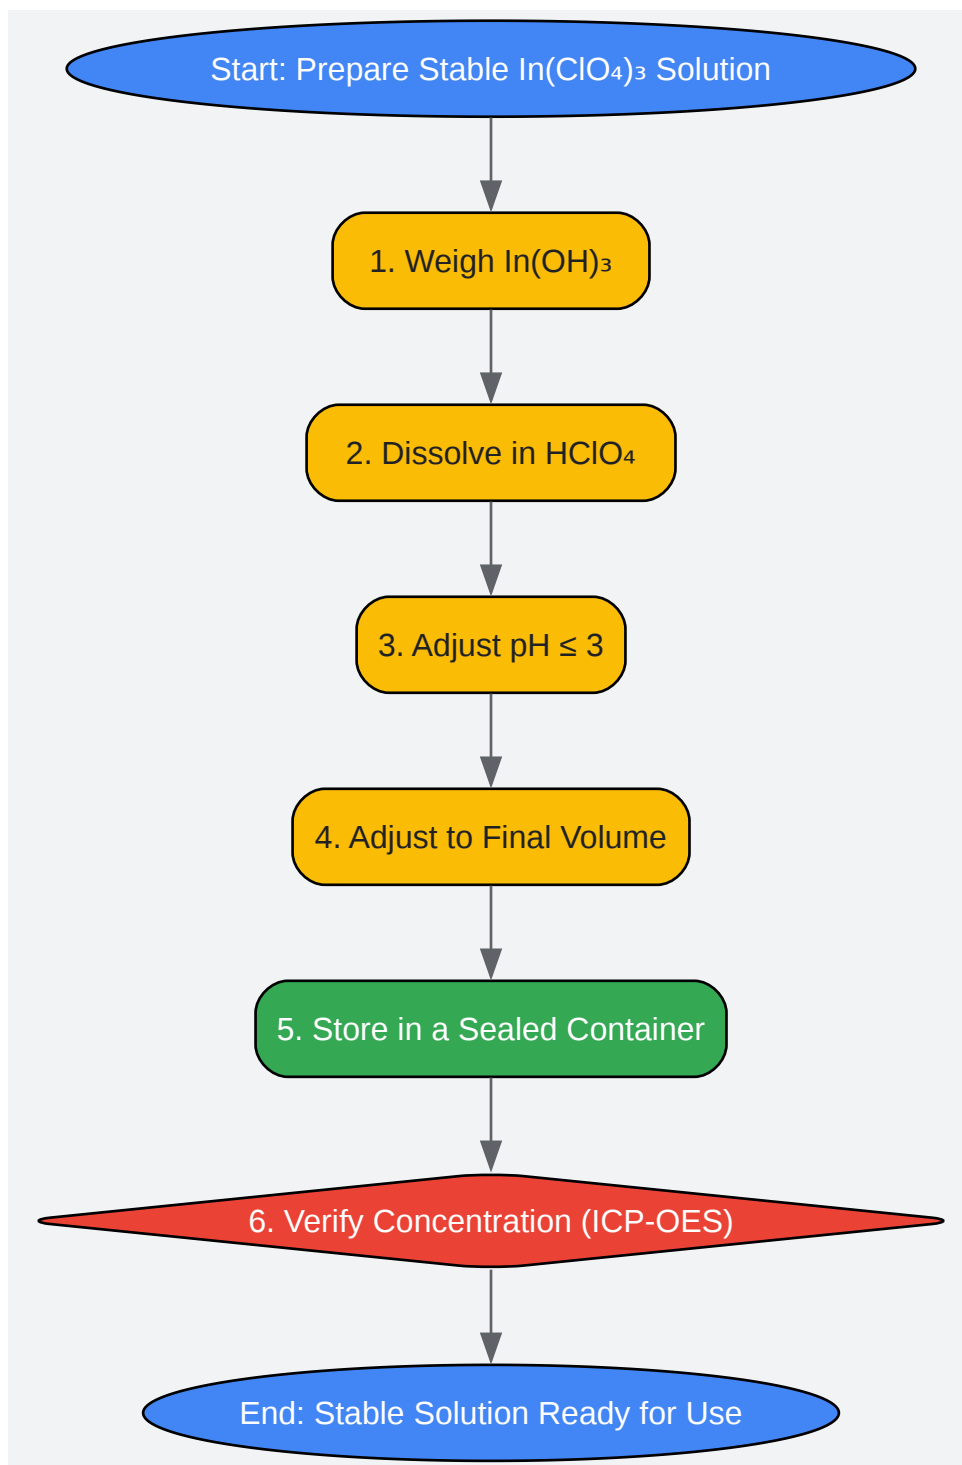 Start: Prepare Stable In(ClO₄)₃ Solution
1. Weigh In(OH)₃
2. Dissolve in HClO₄
3. Adjust pH ≤ 3
4. Adjust to Final Volume
5. Store in a Sealed Container
6. Verify Concentration (ICP-OES)
End: Stable Solution Ready for Use